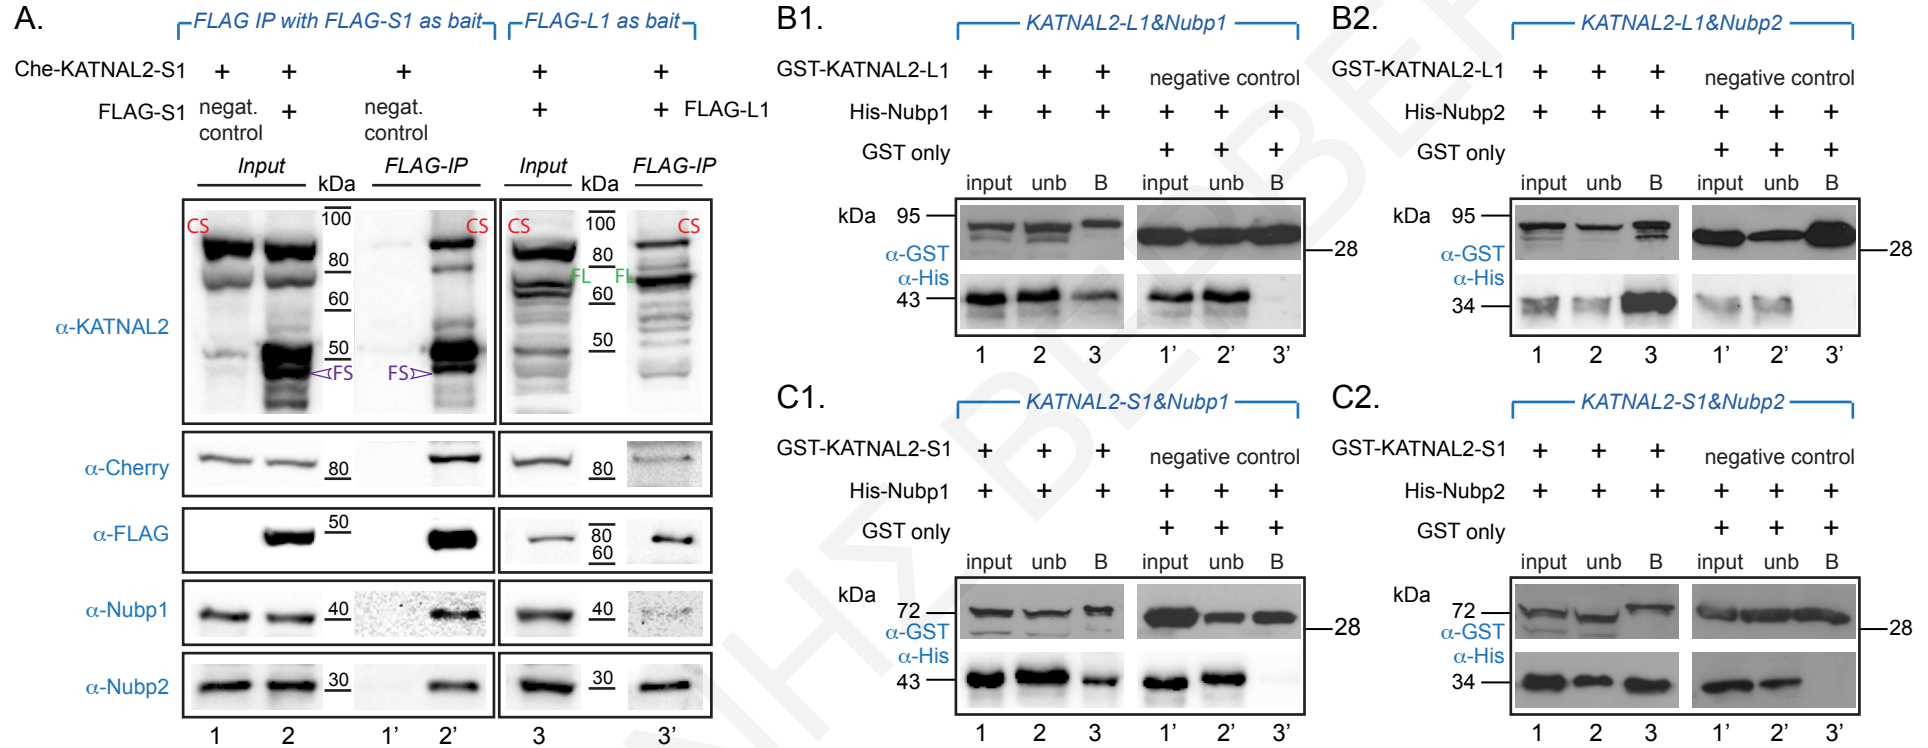 A.
FLAG IP with FLAG-S1 as bait
FLAG-L1 as bait
Che-KATNAL2-S1 + + + + +
FLAG-S1 negat. control + negat. control + + FLAG-L1
Input kDa FLAG-IP Input kDa FLAG-IP
α-KATNAL2
CS CS CS CS
100 100
80 80
FL FL
60 60
50 50
FS FS
α-Cherry 80 80
α-FLAG 50 80
60
α-Nubp1 40 40
α-Nubp2 30 30
1 2 1' 2' 3 3'
B1.
KATNAL2-L1&Nubp1
GST-KATNAL2-L1 + + + negative control
His-Nubp1 + + + + + +
GST only + + +
input unb B input unb B
kDa 95
α-GST 28
α-His
43
1 2 3 1' 2' 3'
B2.
KATNAL2-L1&Nubp2
GST-KATNAL2-L1 + + + negative control
His-Nubp2 + + + + + +
GST only + + +
input unb B input unb B
kDa 95
α-GST 28
α-His
34
1 2 3 1' 2' 3'
C1.
KATNAL2-S1&Nubp1
GST-KATNAL2-S1 + + + negative control
His-Nubp1 + + + + + +
GST only + + +
input unb B input unb B
kDa
72
α-GST 28
α-His
43
1 2 3 1' 2' 3'
C2.
KATNAL2-S1&Nubp2
GST-KATNAL2-S1 + + + negative control
His-Nubp2 + + + + + +
GST only + + +
input unb B input unb B
kDa
72
α-GST 28
α-His
34
1 2 3 1' 2' 3'